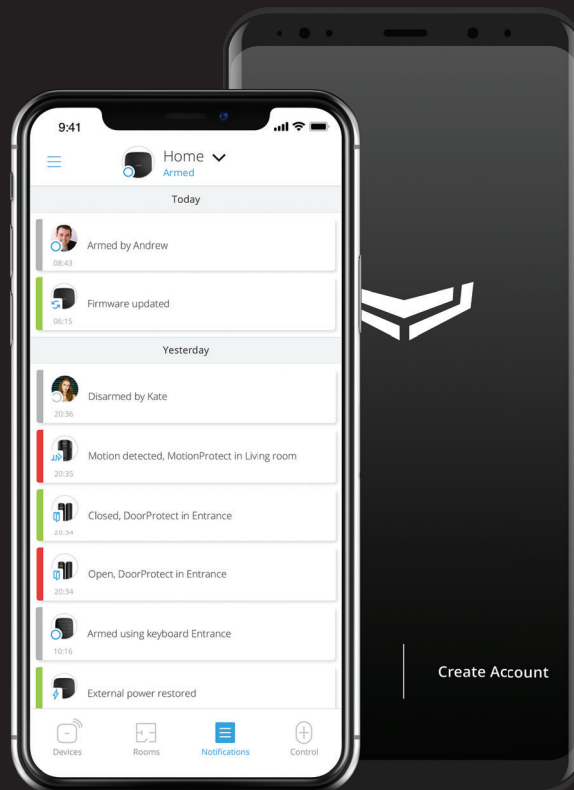 9:41
Home
Armed
Today
Armed by Andrew
08:43
Firmware updated
06:15
Yesterday
Disarmed by Kate
20:36
Motion detected, MotionProtect in Living room
20:35
Closed, DoorProtect in Entrance
20:34
Open, DoorProtect in Entrance
20:34
Armed using keyboard Entrance
10:16
External power restored
Devices
Rooms
Notifications
Control
Create Account